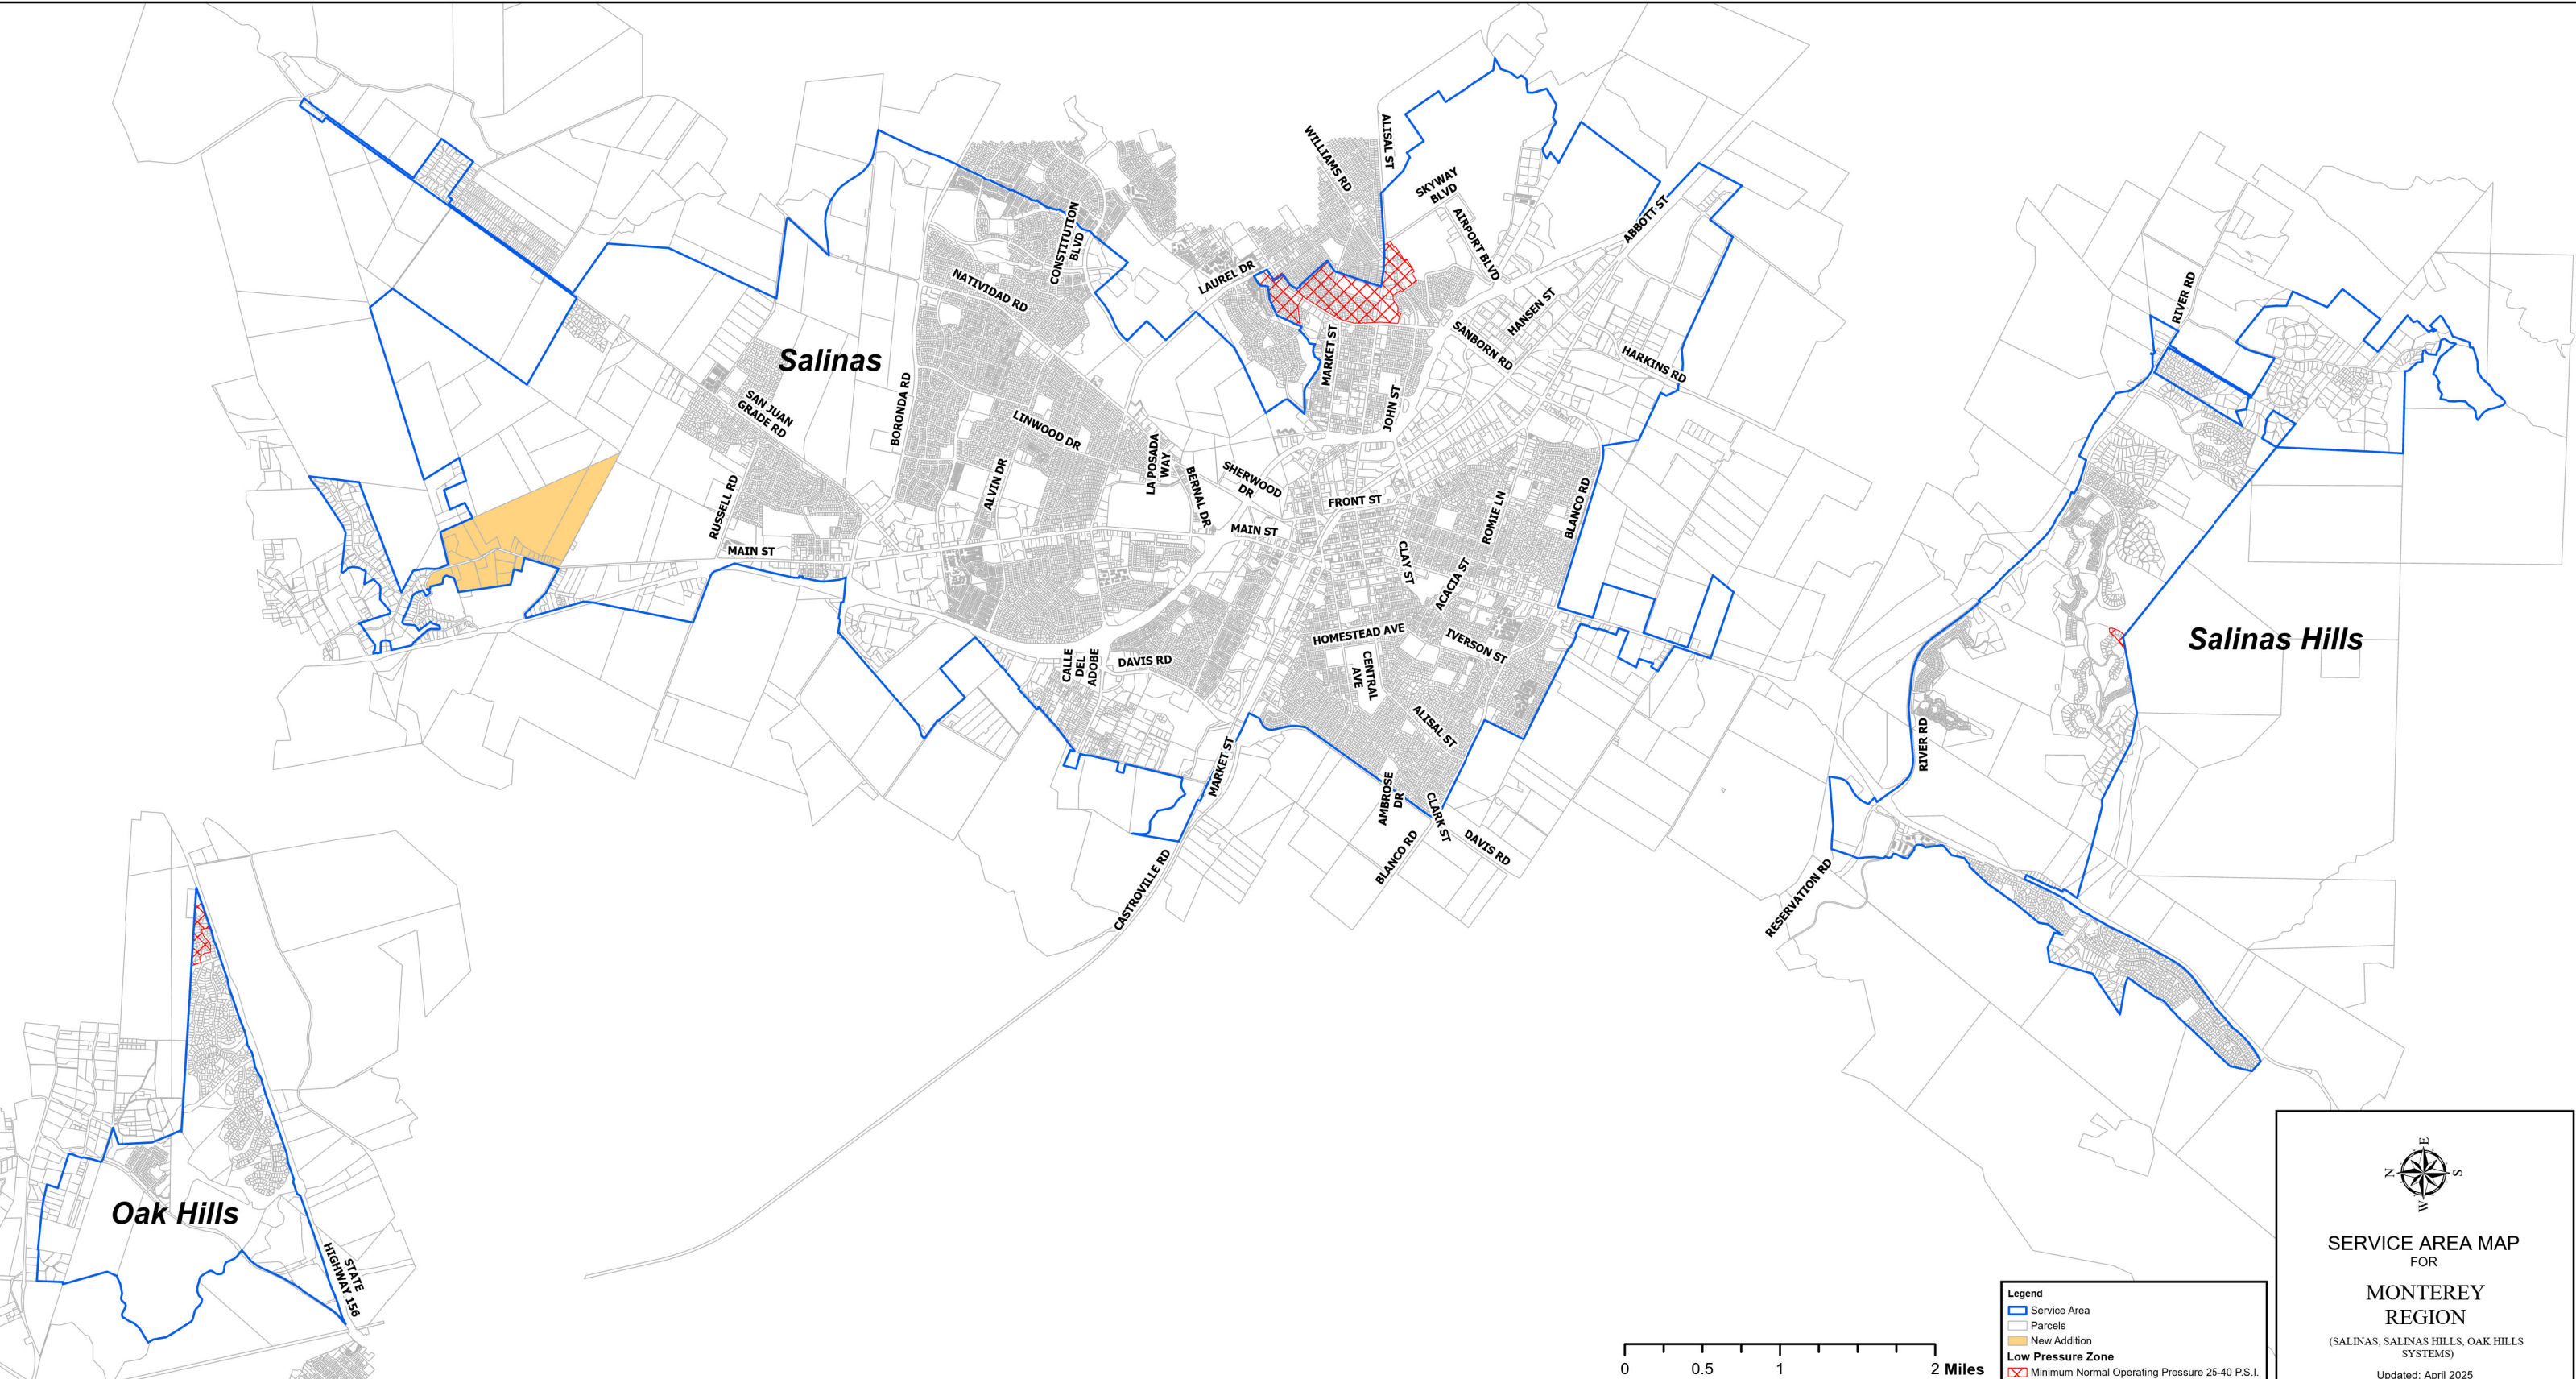 ALISAL ST
WILLIAMS RD
SKYWAY
BLVD
AIRPORT BLVD
ABBOTT ST
CONSTITUTION
BLVD
LAUREL DR
NATIVIDAD RD
RIVER RD
HANSEN ST
SANBORN RD
MARKET ST
HARKINS RD
Salinas
SAN JUAN
GRADE RD
BORONDA RD
JOHN ST
LINWOOD DR
LA POSADA
WAY
ALVIN DR
BERNAL DR
SHERWOOD
DR
FRONT ST
ROMIE LN
BLANCO RD
RUSSELL RD
MAIN ST
MAIN ST
CLAY ST
ACACIA ST
HOMESTEAD AVE
IVERSON ST
Salinas Hills
CALLE
DEL
ADOBE
DAVIS RD
CENTRAL
AVE
ALISAL ST
RIVER RD
MARKET ST
AMBROSE
DR
CLARK ST
DAVIS RD
BLANCO RD
CASTROVILLE RD
RESERVATION RD
Oak Hills
STATE
HIGHWAY 156
0 0.5 1 2 Miles
Legend
Service Area
Parcels
New Addition
Low Pressure Zone
Minimum Normal Operating Pressure 25-40 P.S.I.
E
N S
W
SERVICE AREA MAP
FOR
MONTEREY
REGION
(SALINAS, SALINAS HILLS, OAK HILLS
SYSTEMS)
Updated: April 2025